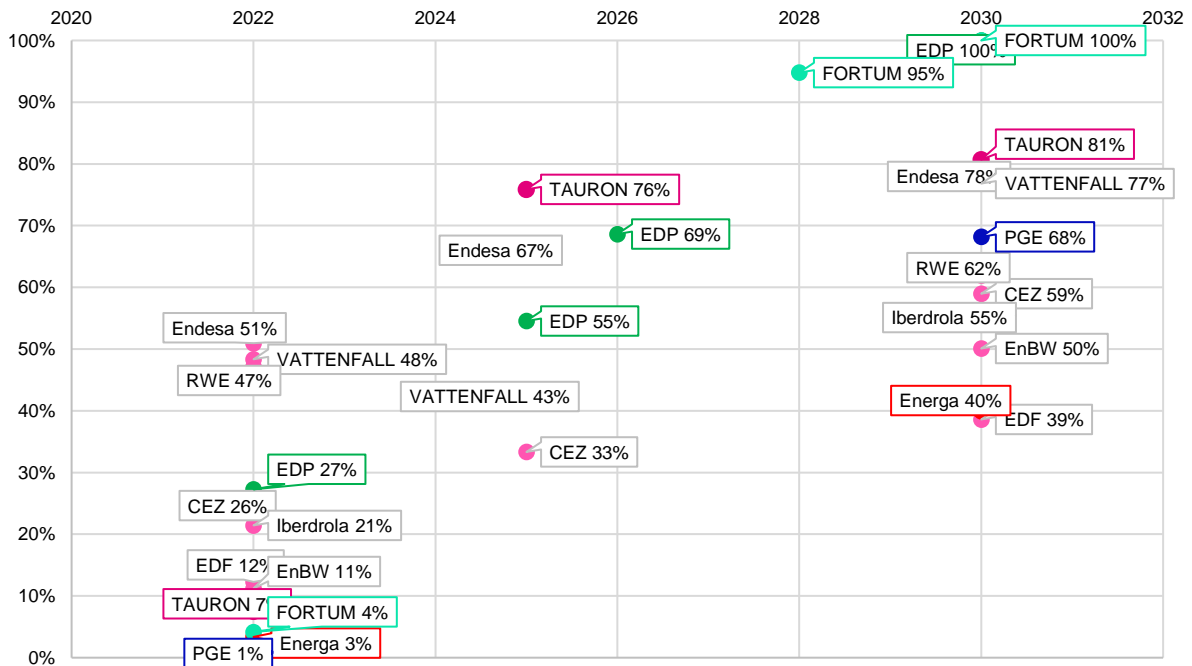 2020 2022 2024 2026 2028 2030 2032
100%
FORTUM 100%
EDP 100%
FORTUM 95%
90%
80%
TAURON 81%
Endesa 78%
VATTENFALL 77%
TAURON 76%
70%
EDP 69%
PGE 68%
Endesa 67%
RWE 62%
60%
CEZ 59%
Iberdrola 55%
EDP 55%
Endesa 51%
50%
EnBW 50%
VATTENFALL 48%
RWE 47%
VATTENFALL 43%
40%
Energa 40%
EDF 39%
CEZ 33%
30%
EDP 27%
CEZ 26%
Iberdrola 21%
20%
EDF 12%
EnBW 11%
10%
TAURON 7%
FORTUM 4%
Energa 3%
PGE 1%
0%